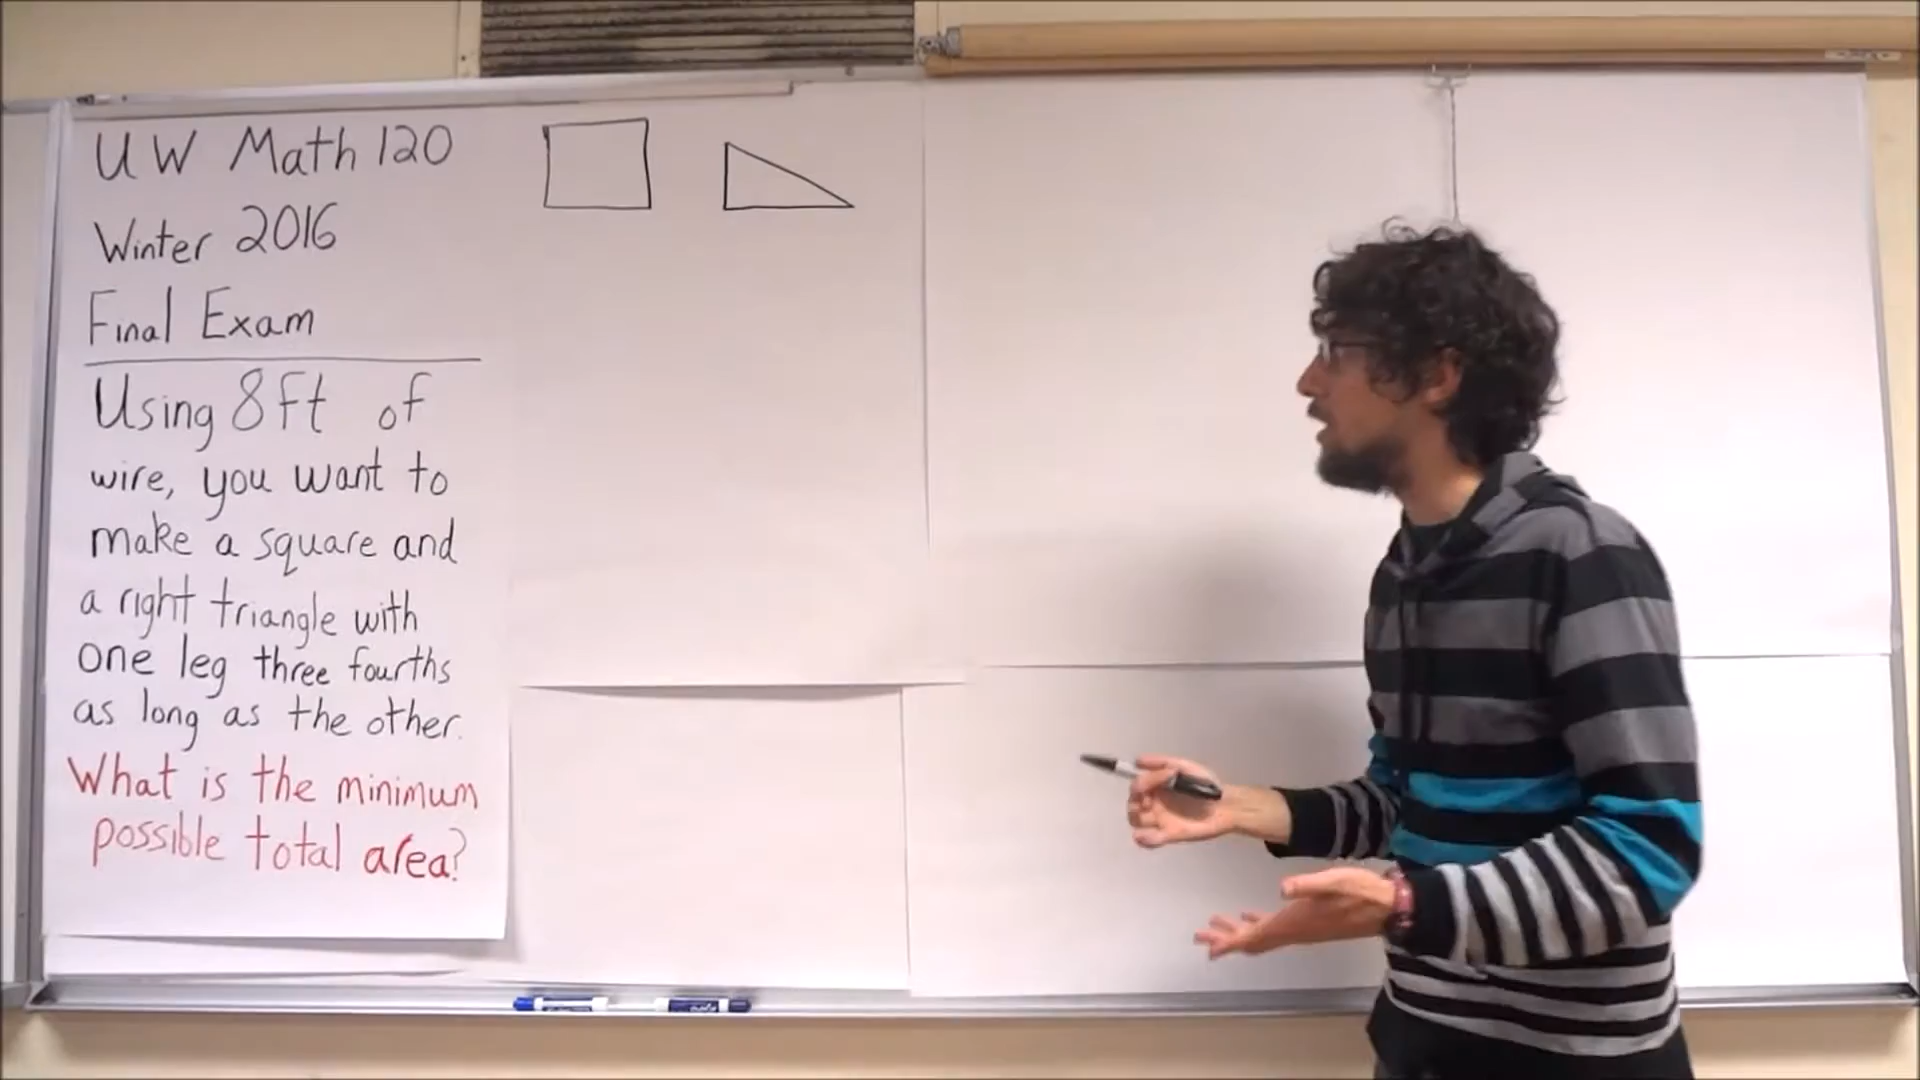 UW Math 120
Winter 2016
Final Exam
Using 8ft of
wire, you want to
make a square and
a right triangle with
one leg three fourths
as long as the other.
What is the minimum
possible total area?